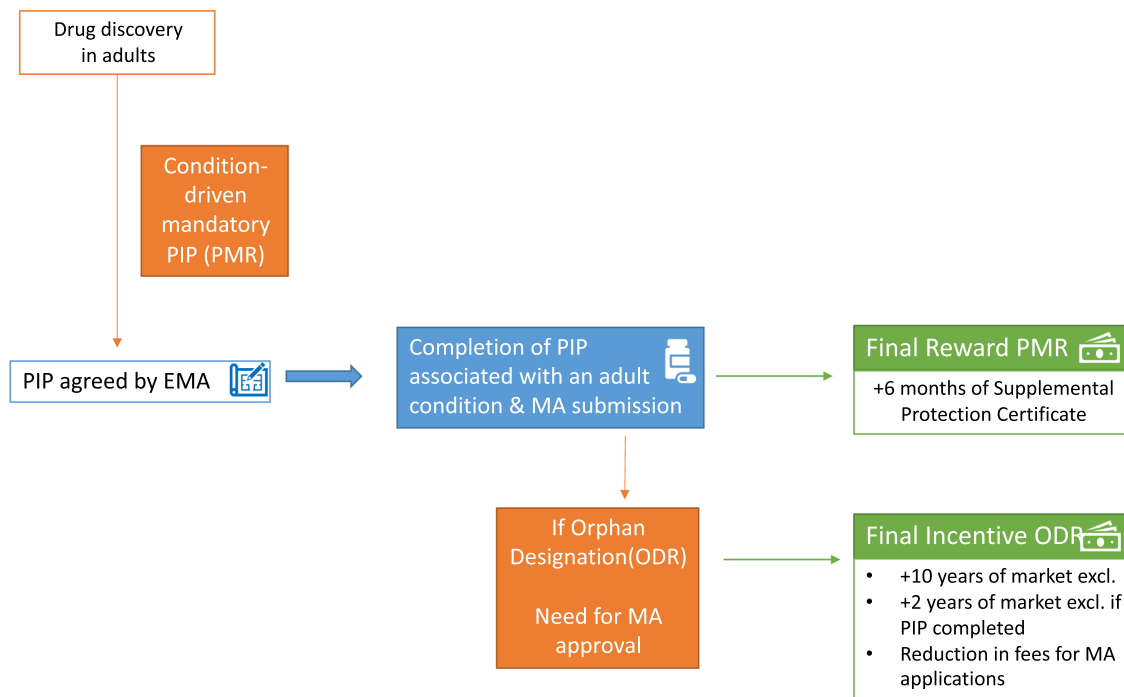 Drug discovery
in adults
Condition-
driven
mandatory
PIP (PMR)
PIP agreed by EMA
Completion of PIP
associated with an adult
condition & MA submission
Final Reward PMR
+6 months of Supplemental
Protection Certificate
If Orphan
Designation(ODR)
Need for MA
approval
Final Incentive ODR
• +10 years of market excl.
• +2 years of market excl. if
PIP completed
• Reduction in fees for MA
applications